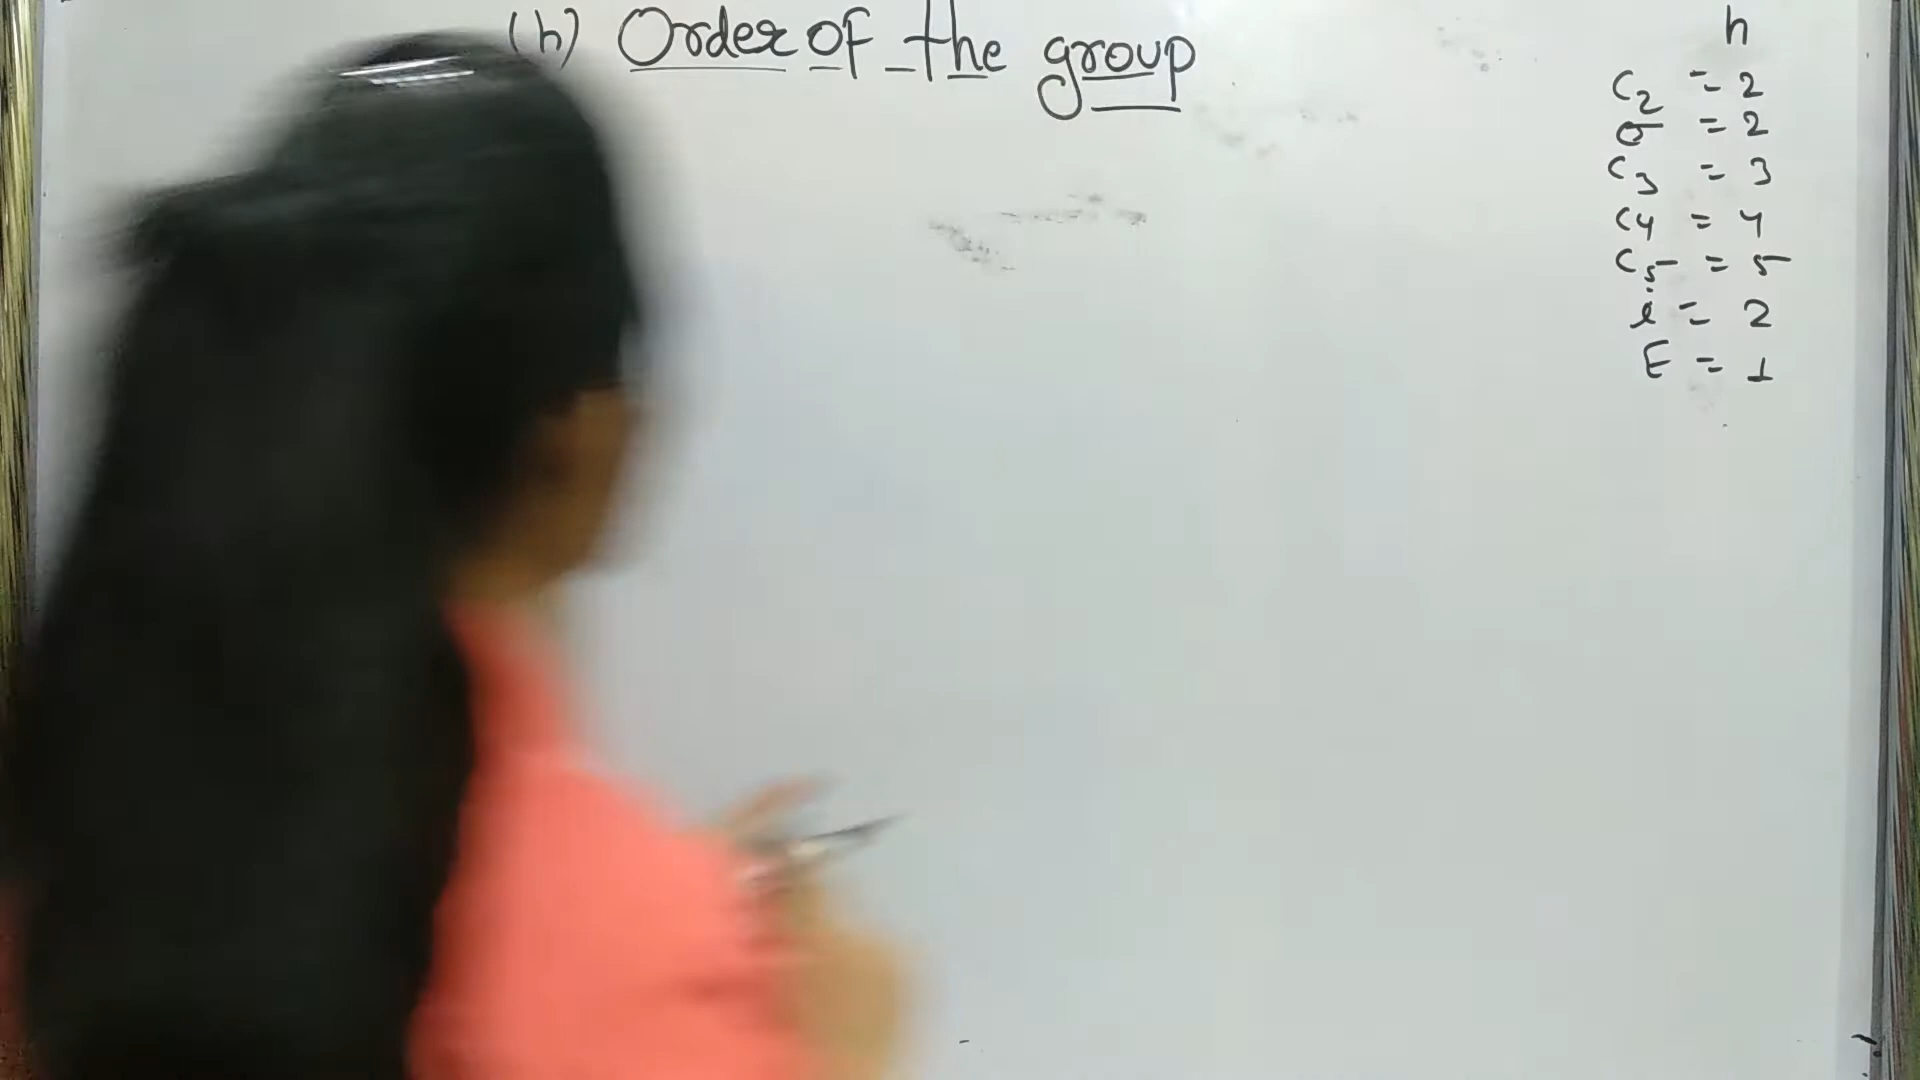 (h) Order of the group
h
C2 = 2
σ = 2
C3 = 3
C4 = 4
C5 = 5
i = 2
E = 1